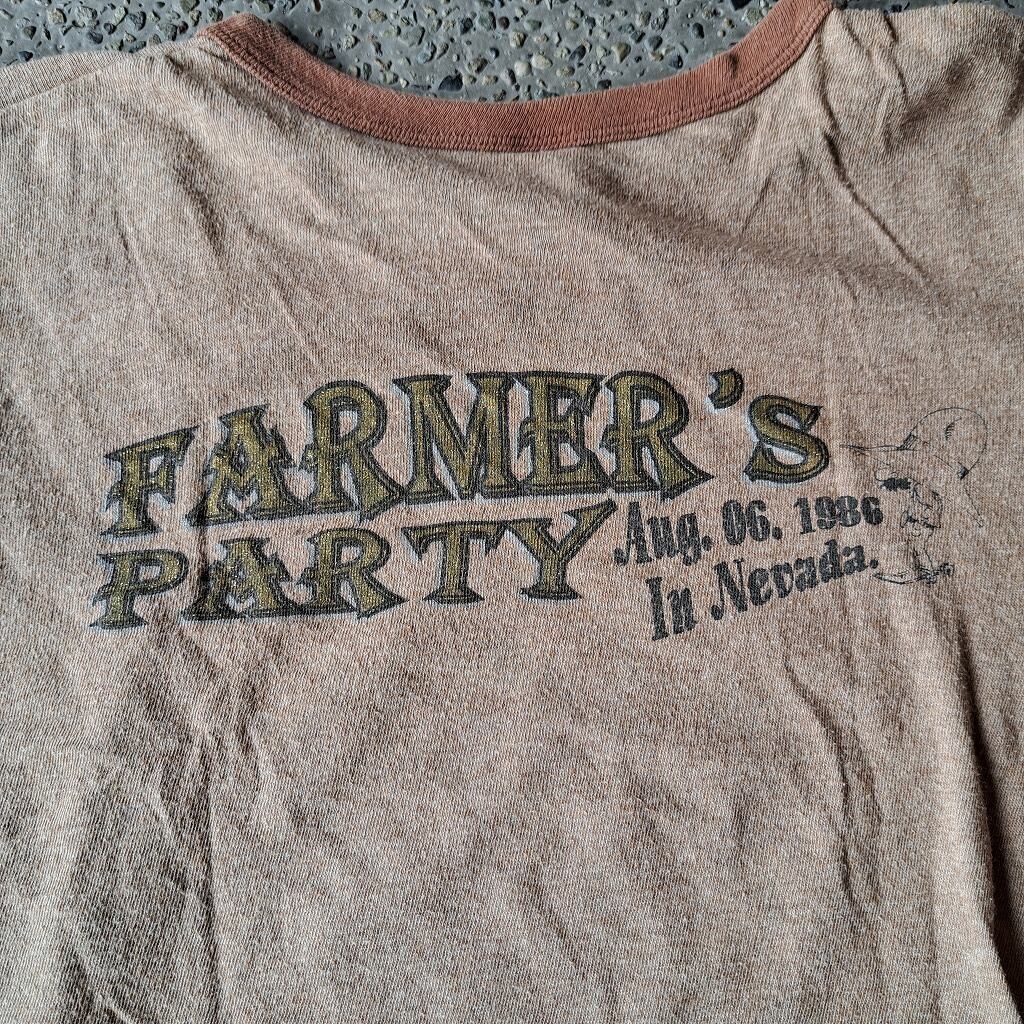 FARMER'S
PARTY
Aug. 06. 1986
In Nevada.